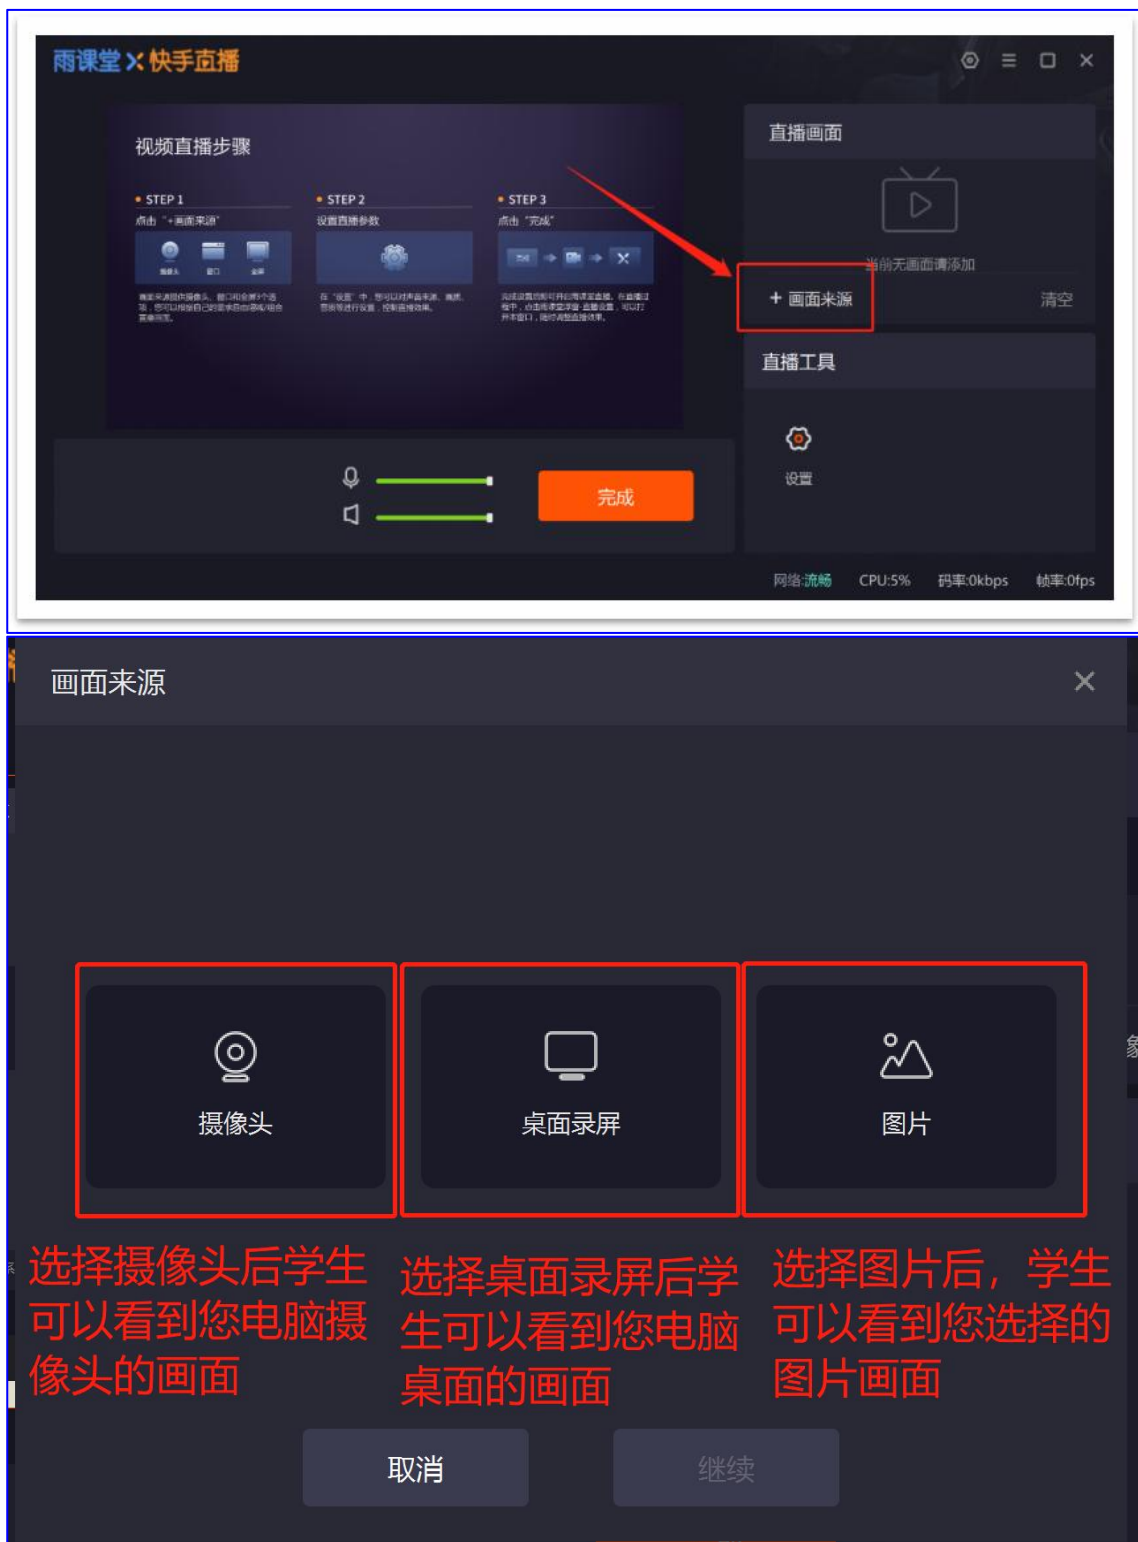 雨课堂 X 快手直播
视频直播步骤
直播画面
• STEP 1
• STEP 2
• STEP 3
点击 “+画面来源”
设置直播参数
点击 “完成”
摄像头
窗口
全屏
当前无画面请添加
+ 画面来源
清空
直播工具
设置
完成
网络:流畅
CPU:5%
码率:0kbps
帧率:0fps
画面来源
摄像头
桌面录屏
图片
选择摄像头后学生
可以看到您电脑摄
像头的画面
选择桌面录屏后学
生可以看到您电脑
桌面的画面
选择图片后，学生
可以看到您选择的
图片画面
取消
继续